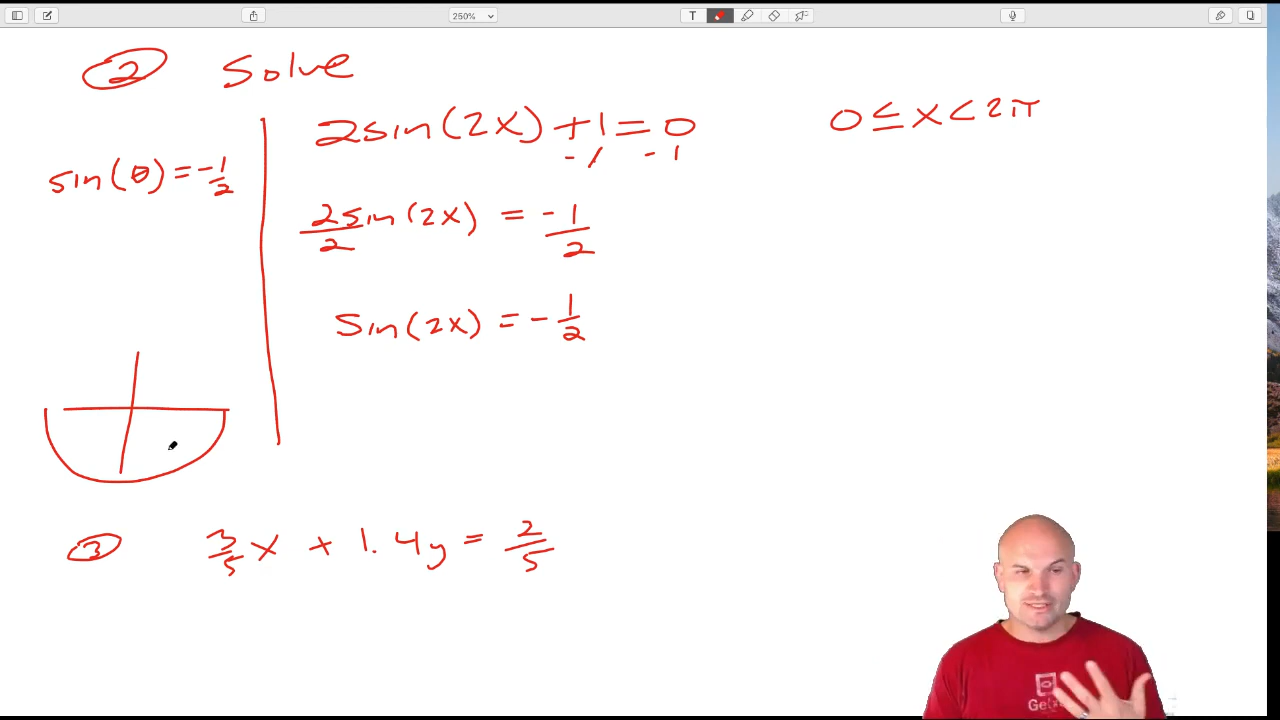 250%
T
② Solve
2sin(2x) + 1 = 0
0 ≤ x < 2π
-1 -1
sin(θ) = -1/2
2sin(2x)/2 = -1/2
sin(2x) = -1/2
③ 3/5 x + 1.4y = 2/5